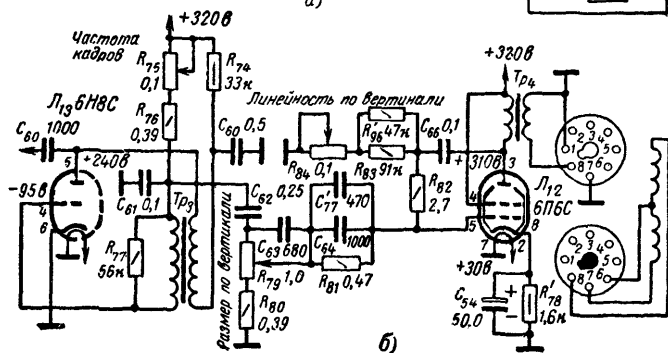 а)
+320в
Частота
кадров
R75
0,1
R74
33к
Л13 6Н8С
R76
0,39
C60 1000
5
+240в
-95в
4
6
C61 0,1
R77
56к
Тр3
C60 0,5
Линейность по вертикали
R84 0,1
R'96 47к
R83
91к
C66 0,1
C62
0,25
C63 680
C'77
470
C64
1000
R79 1,0
R81 0,47
R80
0,39
Размер по вертикали
R82
2,7
+320в
Тр4
+
310в
3
Л12
6П6С
4
5
8
7
2
+30в
C54
50,0
+
−
R'78
1,6к
1 2 3 4 5 6 7 8
1 2 3 4 5 6 7 8
б)